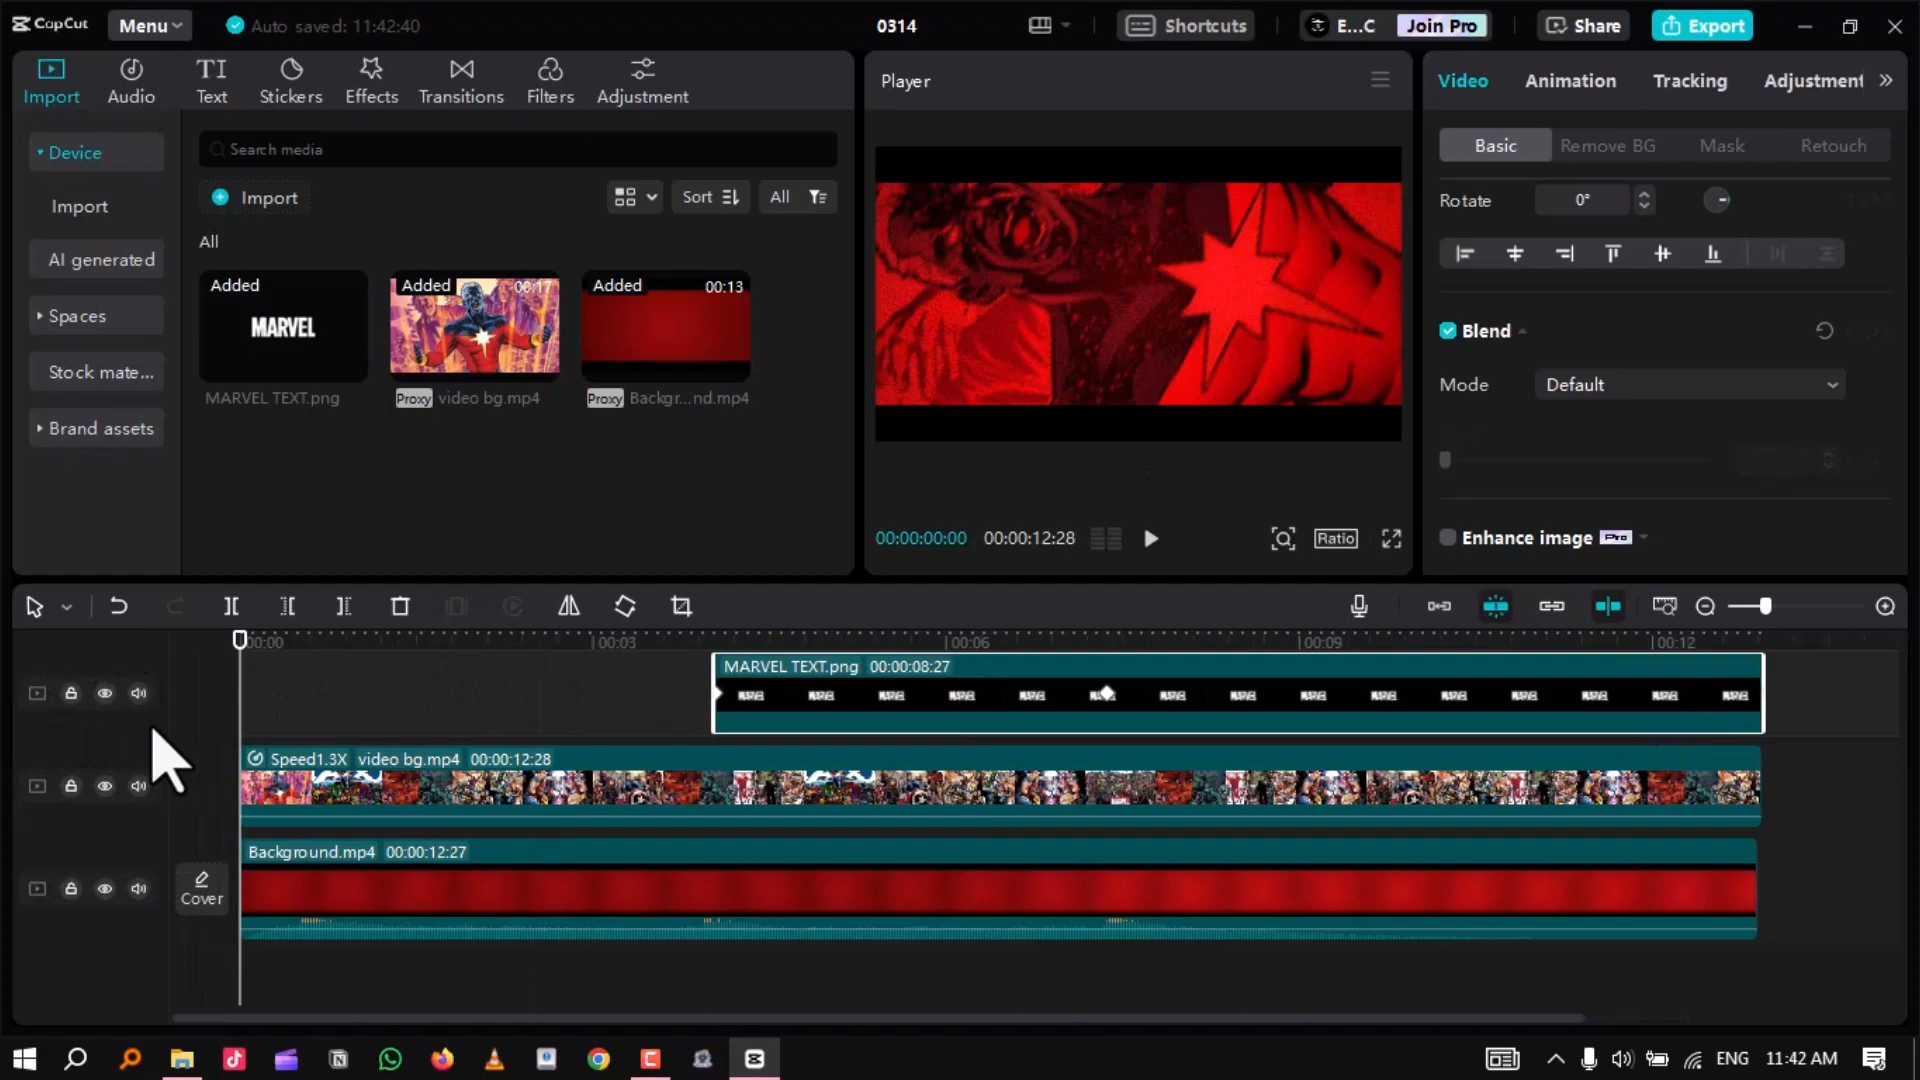 CapCut
Menu
Auto saved: 11:42:40
0314
Shortcuts
E...C
Join Pro
Share
Export
Import
Audio
TI
Text
Stickers
Effects
Transitions
Filters
Adjustment
Player
Video
Animation
Tracking
Adjustment
Device
Import
AI generated
Spaces
Stock mate...
Brand assets
Search media
Import
Sort
All
All
Added
MARVEL
MARVEL TEXT.png
Added
00:17
Proxy
video bg.mp4
Added
00:13
Proxy
Backgr...nd.mp4
00:00:00:00
00:00:12:28
Ratio
Basic
Remove BG
Mask
Retouch
Rotate
0°
Blend
Mode
Default
Enhance image
Pro
00:00
00:03
00:06
00:09
00:12
MARVEL TEXT.png 00:00:08:27
Speed1.3X video bg.mp4 00:00:12:28
Background.mp4 00:00:12:27
Cover
ENG
11:42 AM